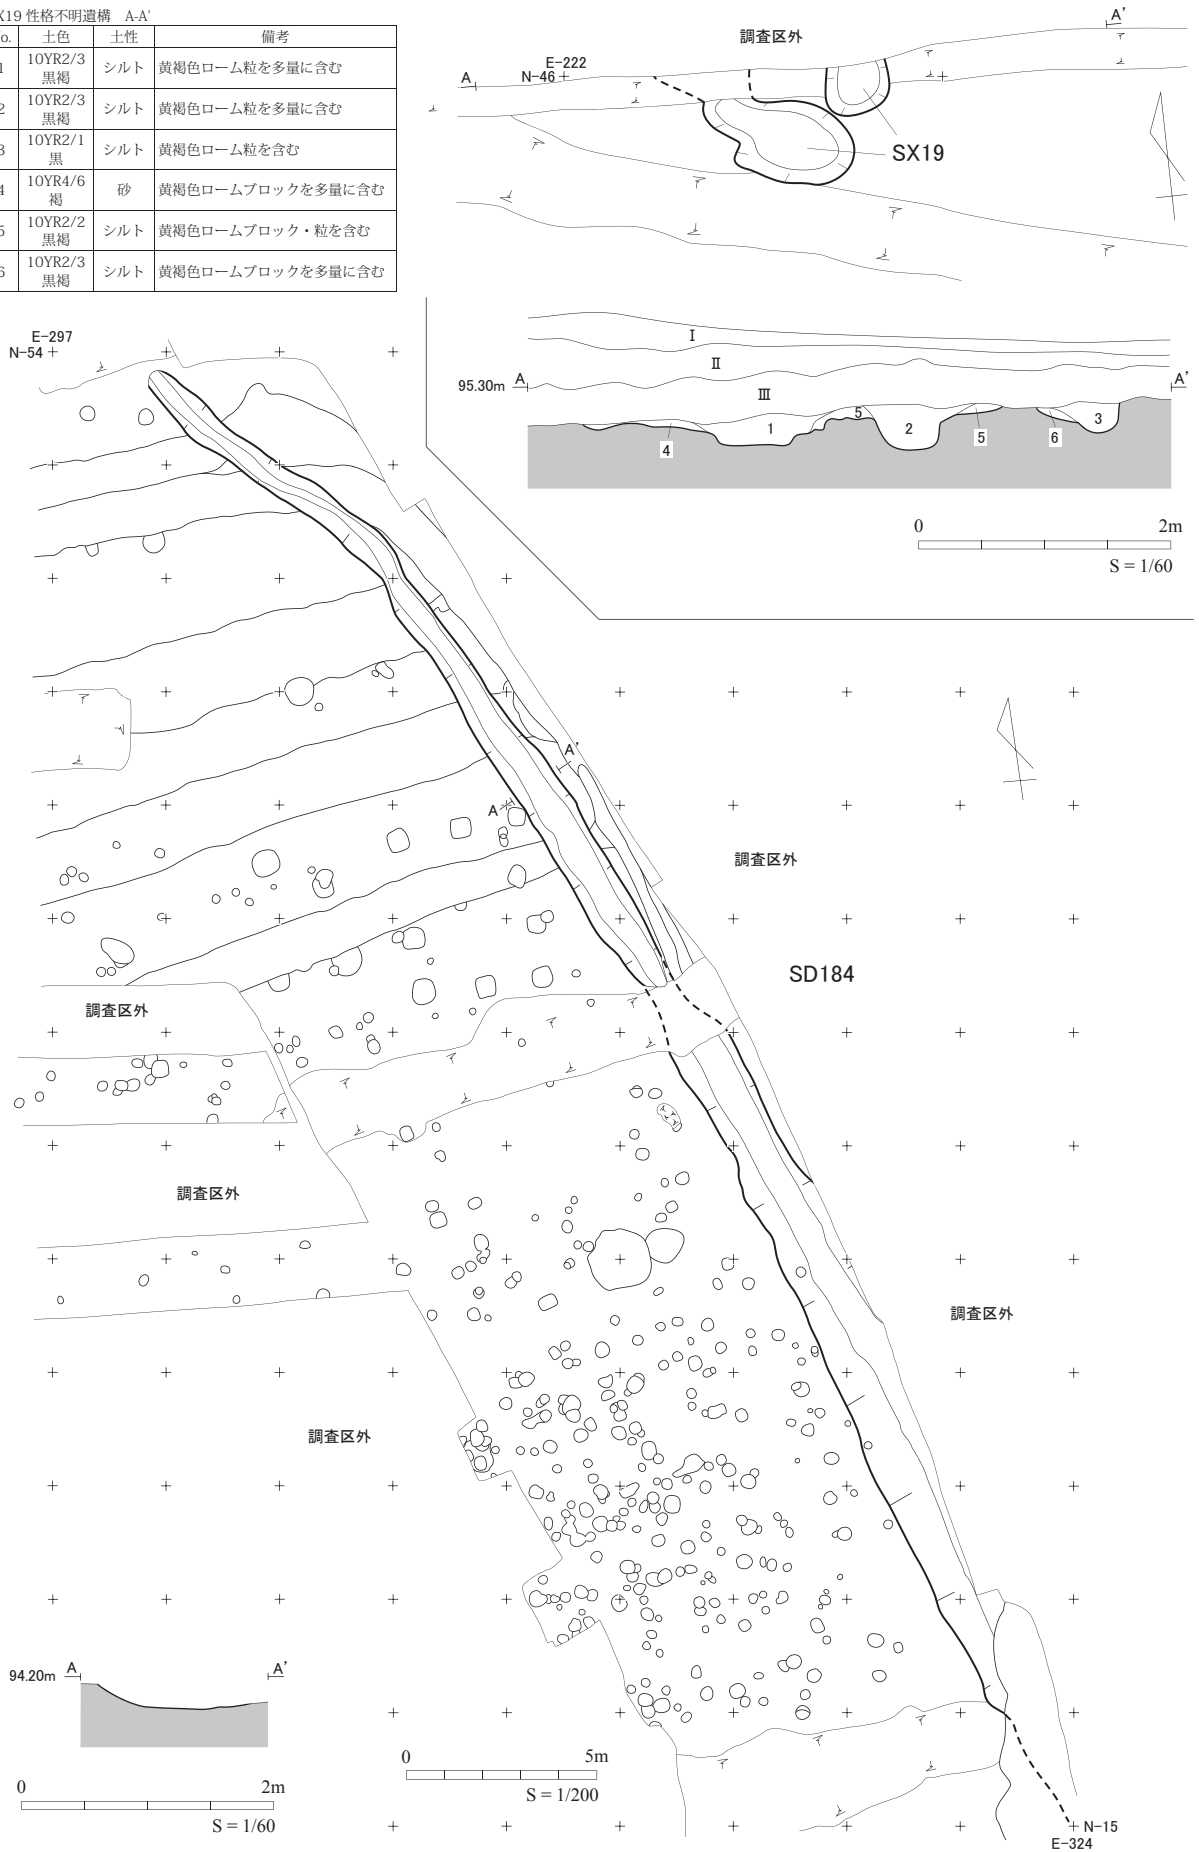 X19 性格不明遺構　A-A'
o. 土色 土性 備考
1 10YR2/3 黒褐 シルト 黄褐色ローム粒を多量に含む
2 10YR2/3 黒褐 シルト 黄褐色ローム粒を多量に含む
3 10YR2/1 黒 シルト 黄褐色ローム粒を含む
4 10YR4/6 褐 砂 黄褐色ロームブロックを多量に含む
5 10YR2/2 黒褐 シルト 黄褐色ロームブロック・粒を含む
6 10YR2/3 黒褐 シルト 黄褐色ロームブロックを多量に含む
調査区外
A'
E-222
A
N-46
SX19
Ⅰ
Ⅱ
95.30m A
A'
Ⅲ
5
1
2
3
4
5
6
0 2m
S = 1/60
E-297
N-54
A'
A
調査区外
SD184
調査区外
調査区外
調査区外
調査区外
94.20m A
A'
0 5m
S = 1/200
0 2m
S = 1/60
N-15
E-324